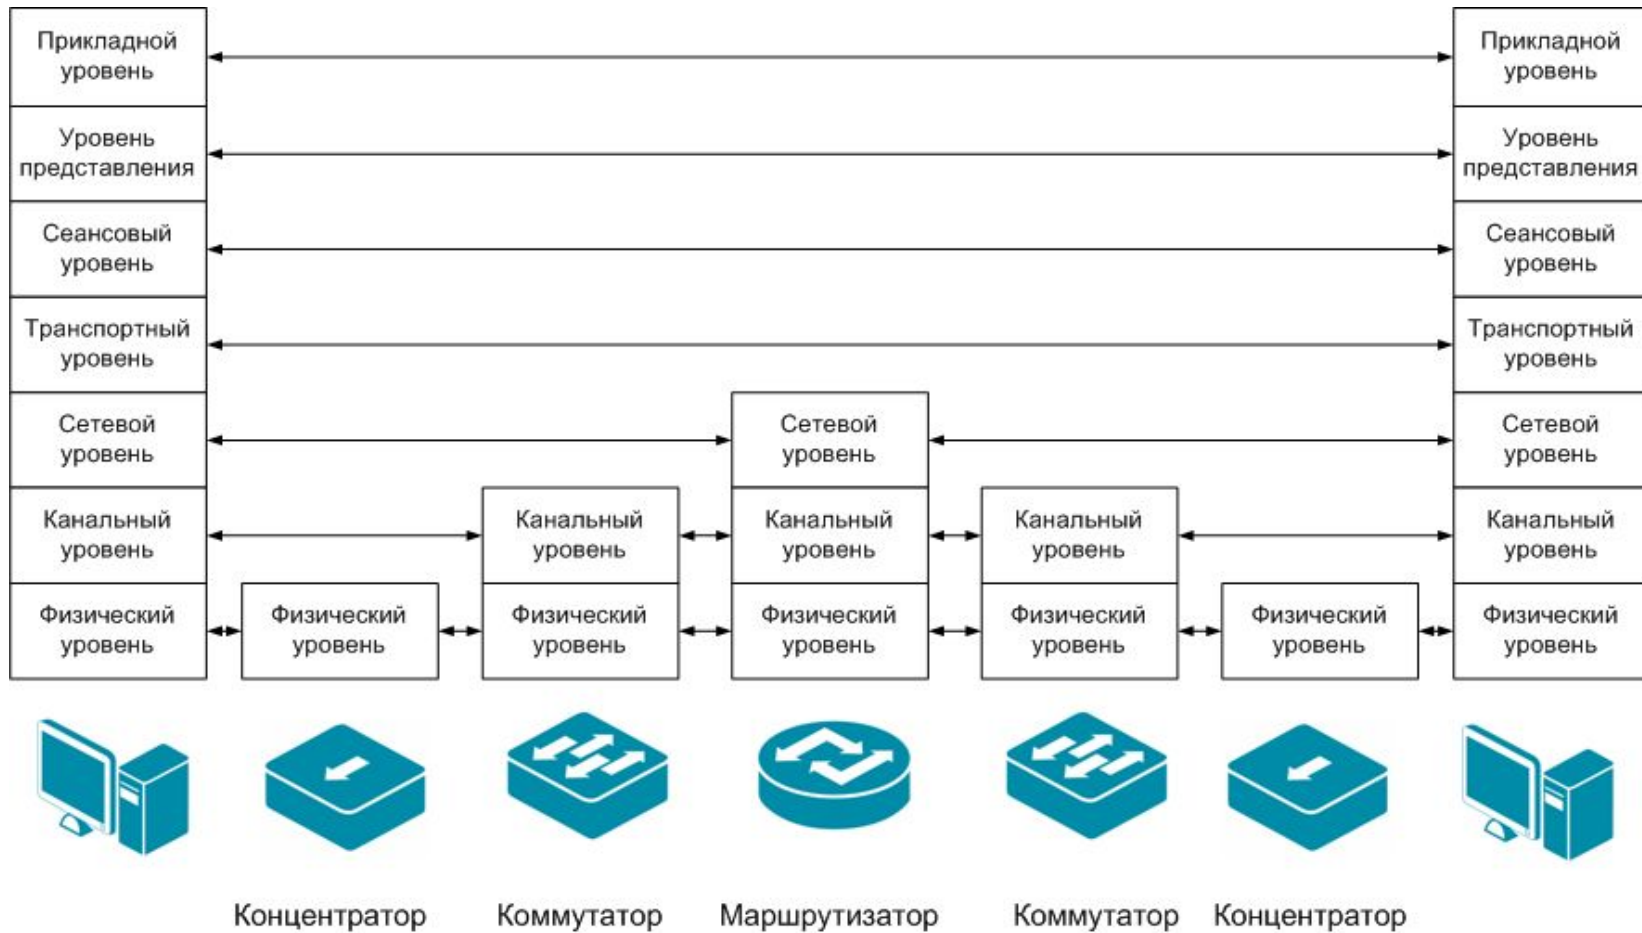 Прикладной
уровень
Прикладной
уровень
Уровень
представления
Уровень
представления
Сеансовый
уровень
Сеансовый
уровень
Транспортный
уровень
Транспортный
уровень
Сетевой
уровень
Сетевой
уровень
Сетевой
уровень
Канальный
уровень
Канальный
уровень
Канальный
уровень
Канальный
уровень
Канальный
уровень
Физический
уровень
Физический
уровень
Физический
уровень
Физический
уровень
Физический
уровень
Физический
уровень
Физический
уровень
Концентратор
Коммутатор
Маршрутизатор
Коммутатор
Концентратор